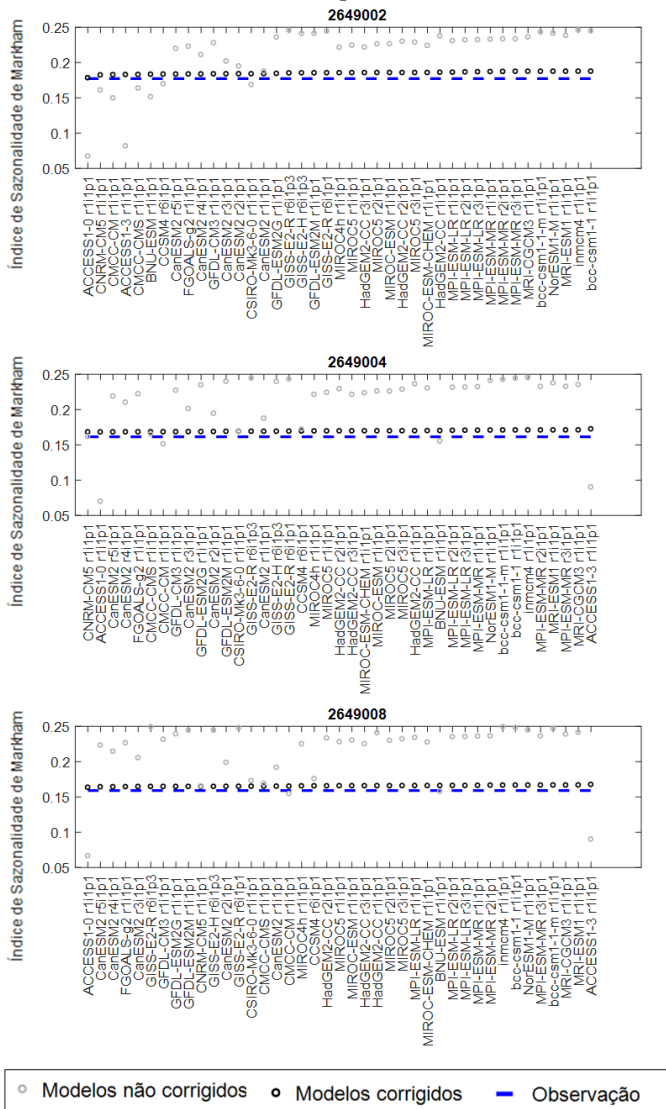 2649002
Índice de Sazonalidade de Markham
0.25
0.2
0.15
0.1
0.05
ACCESS1-0 r1i1p1
CNRM-CM5 r1i1p1
CMCC-CM r1i1p1
ACCESS1-3 r1i1p1
CMCC-CMS r1i1p1
BNU-ESM r1i1p1
CCSM4 r6i1p1
CanESM2 r5i1p1
FGOALS-g2 r1i1p1
CanESM2 r4i1p1
GFDL-CM3 r1i1p1
CanESM2 r3i1p1
CanESM2 r2i1p1
CSIRO-Mk3-6-0 r1i1p1
CanESM2 r1i1p1
GFDL-ESM2G r1i1p1
GISS-E2-R r6i1p3
GISS-E2-H r6i1p3
GFDL-ESM2M r1i1p1
GISS-E2-R r6i1p1
MIROC4h r1i1p1
MIROC5 r1i1p1
HadGEM2-CC r3i1p1
MIROC5 r2i1p1
MIROC-ESM r1i1p1
HadGEM2-CC r2i1p1
MIROC5 r3i1p1
MIROC-ESM-CHEM r1i1p1
HadGEM2-CC r1i1p1
MPI-ESM-LR r1i1p1
MPI-ESM-LR r2i1p1
MPI-ESM-LR r3i1p1
MPI-ESM-MR r1i1p1
MPI-ESM-MR r2i1p1
MPI-ESM-MR r3i1p1
MRI-CGCM3 r1i1p1
bcc-csm1-1-m r1i1p1
NorESM1-M r1i1p1
MRI-ESM1 r1i1p1
inmcm4 r1i1p1
bcc-csm1-1 r1i1p1
2649004
Índice de Sazonalidade de Markham
0.25
0.2
0.15
0.1
0.05
CNRM-CM5 r1i1p1
ACCESS1-0 r1i1p1
CanESM2 r5i1p1
CanESM2 r4i1p1
FGOALS-g2 r1i1p1
CMCC-CMS r1i1p1
CMCC-CM r1i1p1
GFDL-CM3 r1i1p1
CanESM2 r3i1p1
GFDL-ESM2G r1i1p1
CanESM2 r2i1p1
GFDL-ESM2M r1i1p1
CSIRO-Mk3-6-0 r1i1p1
GISS-E2-R r6i1p3
CanESM2 r1i1p1
GISS-E2-H r6i1p3
GISS-E2-R r6i1p1
CCSM4 r6i1p1
MIROC4h r1i1p1
MIROC5 r1i1p1
HadGEM2-CC r2i1p1
HadGEM2-CC r3i1p1
MIROC-ESM-CHEM r1i1p1
MIROC-ESM r1i1p1
MIROC5 r2i1p1
MIROC5 r3i1p1
HadGEM2-CC r1i1p1
MPI-ESM-LR r1i1p1
BNU-ESM r1i1p1
MPI-ESM-LR r2i1p1
MPI-ESM-LR r3i1p1
MPI-ESM-MR r1i1p1
NorESM1-M r1i1p1
bcc-csm1-1-m r1i1p1
bcc-csm1-1 r1i1p1
inmcm4 r1i1p1
MPI-ESM-MR r2i1p1
MRI-ESM1 r1i1p1
MPI-ESM-MR r3i1p1
MRI-CGCM3 r1i1p1
ACCESS1-3 r1i1p1
2649008
Índice de Sazonalidade de Markham
0.25
0.2
0.15
0.1
0.05
ACCESS1-0 r1i1p1
CanESM2 r5i1p1
CanESM2 r4i1p1
FGOALS-g2 r1i1p1
CanESM2 r3i1p1
GISS-E2-R r6i1p3
GFDL-CM3 r1i1p1
GFDL-ESM2G r1i1p1
GFDL-ESM2M r1i1p1
CNRM-CM5 r1i1p1
GISS-E2-H r6i1p3
CanESM2 r2i1p1
GISS-E2-R r6i1p1
CSIRO-Mk3-6-0 r1i1p1
CMCC-CMS r1i1p1
CanESM2 r1i1p1
CMCC-CM r1i1p1
MIROC4h r1i1p1
CCSM4 r6i1p1
HadGEM2-CC r2i1p1
MIROC5 r1i1p1
MIROC-ESM r1i1p1
HadGEM2-CC r3i1p1
HadGEM2-CC r1i1p1
MIROC5 r2i1p1
MIROC5 r3i1p1
MPI-ESM-LR r1i1p1
MIROC-ESM-CHEM r1i1p1
BNU-ESM r1i1p1
MPI-ESM-LR r2i1p1
MPI-ESM-LR r3i1p1
MPI-ESM-MR r1i1p1
MPI-ESM-MR r2i1p1
inmcm4 r1i1p1
bcc-csm1-1 r1i1p1
NorESM1-M r1i1p1
MPI-ESM-MR r3i1p1
bcc-csm1-1-m r1i1p1
MRI-CGCM3 r1i1p1
MRI-ESM1 r1i1p1
ACCESS1-3 r1i1p1
Modelos não corrigidos Modelos corrigidos Observação